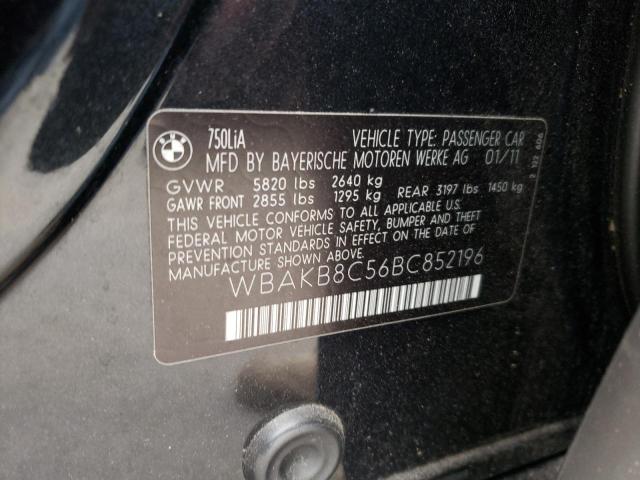 BMW
750LiA VEHICLE TYPE: PASSENGER CAR
MFD BY BAYERISCHE MOTOREN WERKE AG 01/11
GVWR 5820 lbs 2640 kg
GAWR FRONT 2855 lbs 1295 kg REAR 3197 lbs 1450 kg
THIS VEHICLE CONFORMS TO ALL APPLICABLE U.S.
FEDERAL MOTOR VEHICLE SAFETY, BUMPER, AND THEFT
PREVENTION STANDARDS IN EFFECT ON THE DATE OF
MANUFACTURE SHOWN ABOVE.
WBAKB8C56BC852196